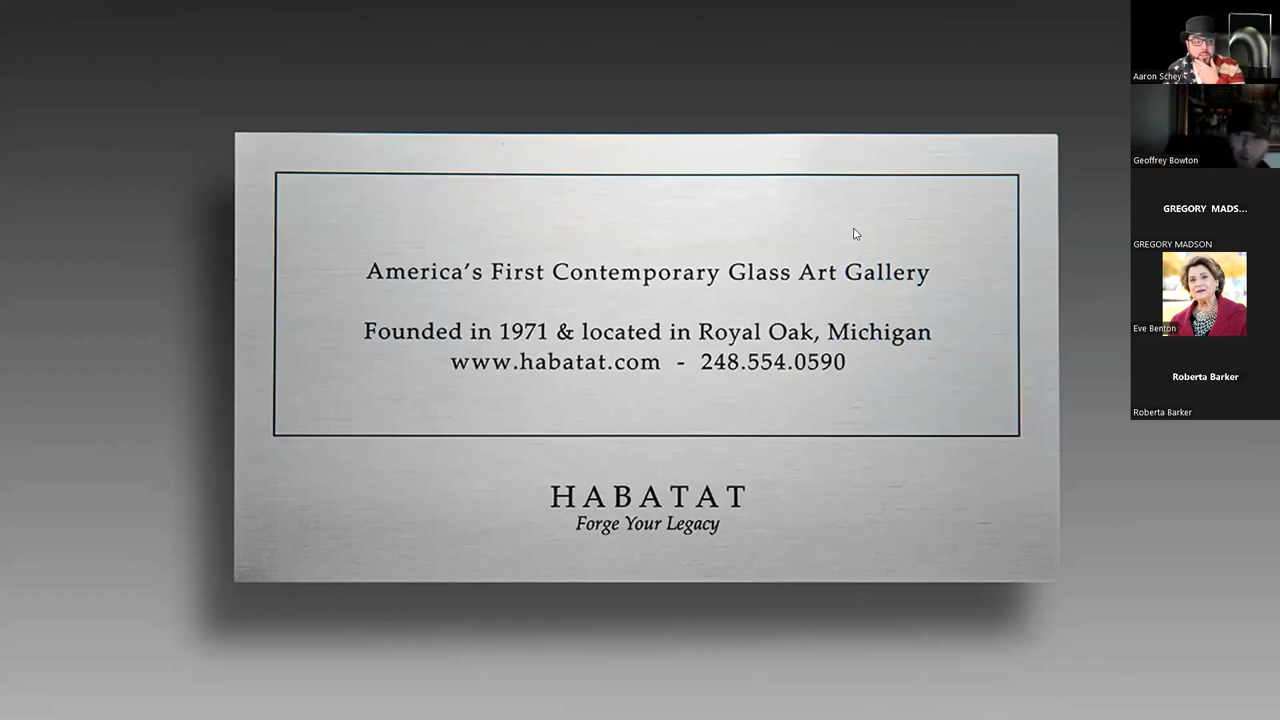 America's First Contemporary Glass Art Gallery
Founded in 1971 & located in Royal Oak, Michigan
www.habatat.com - 248.554.0590
HABATAT
Forge Your Legacy
Aaron Schey
Geoffrey Bowton
GREGORY MADS...
GREGORY MADSON
Eve Benton
Roberta Barker
Roberta Barker